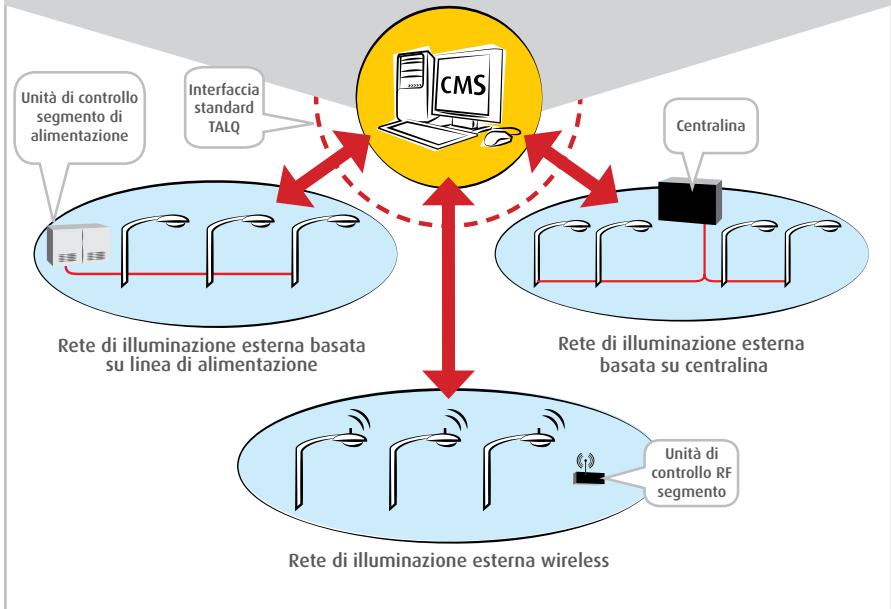 CMS
Unità di controllo
segmento di
alimentazione
Interfaccia
standard
TALQ
Centralina
Rete di illuminazione esterna basata
su linea di alimentazione
Rete di illuminazione esterna
basata su centralina
Unità di
controllo RF
segmento
Rete di illuminazione esterna wireless